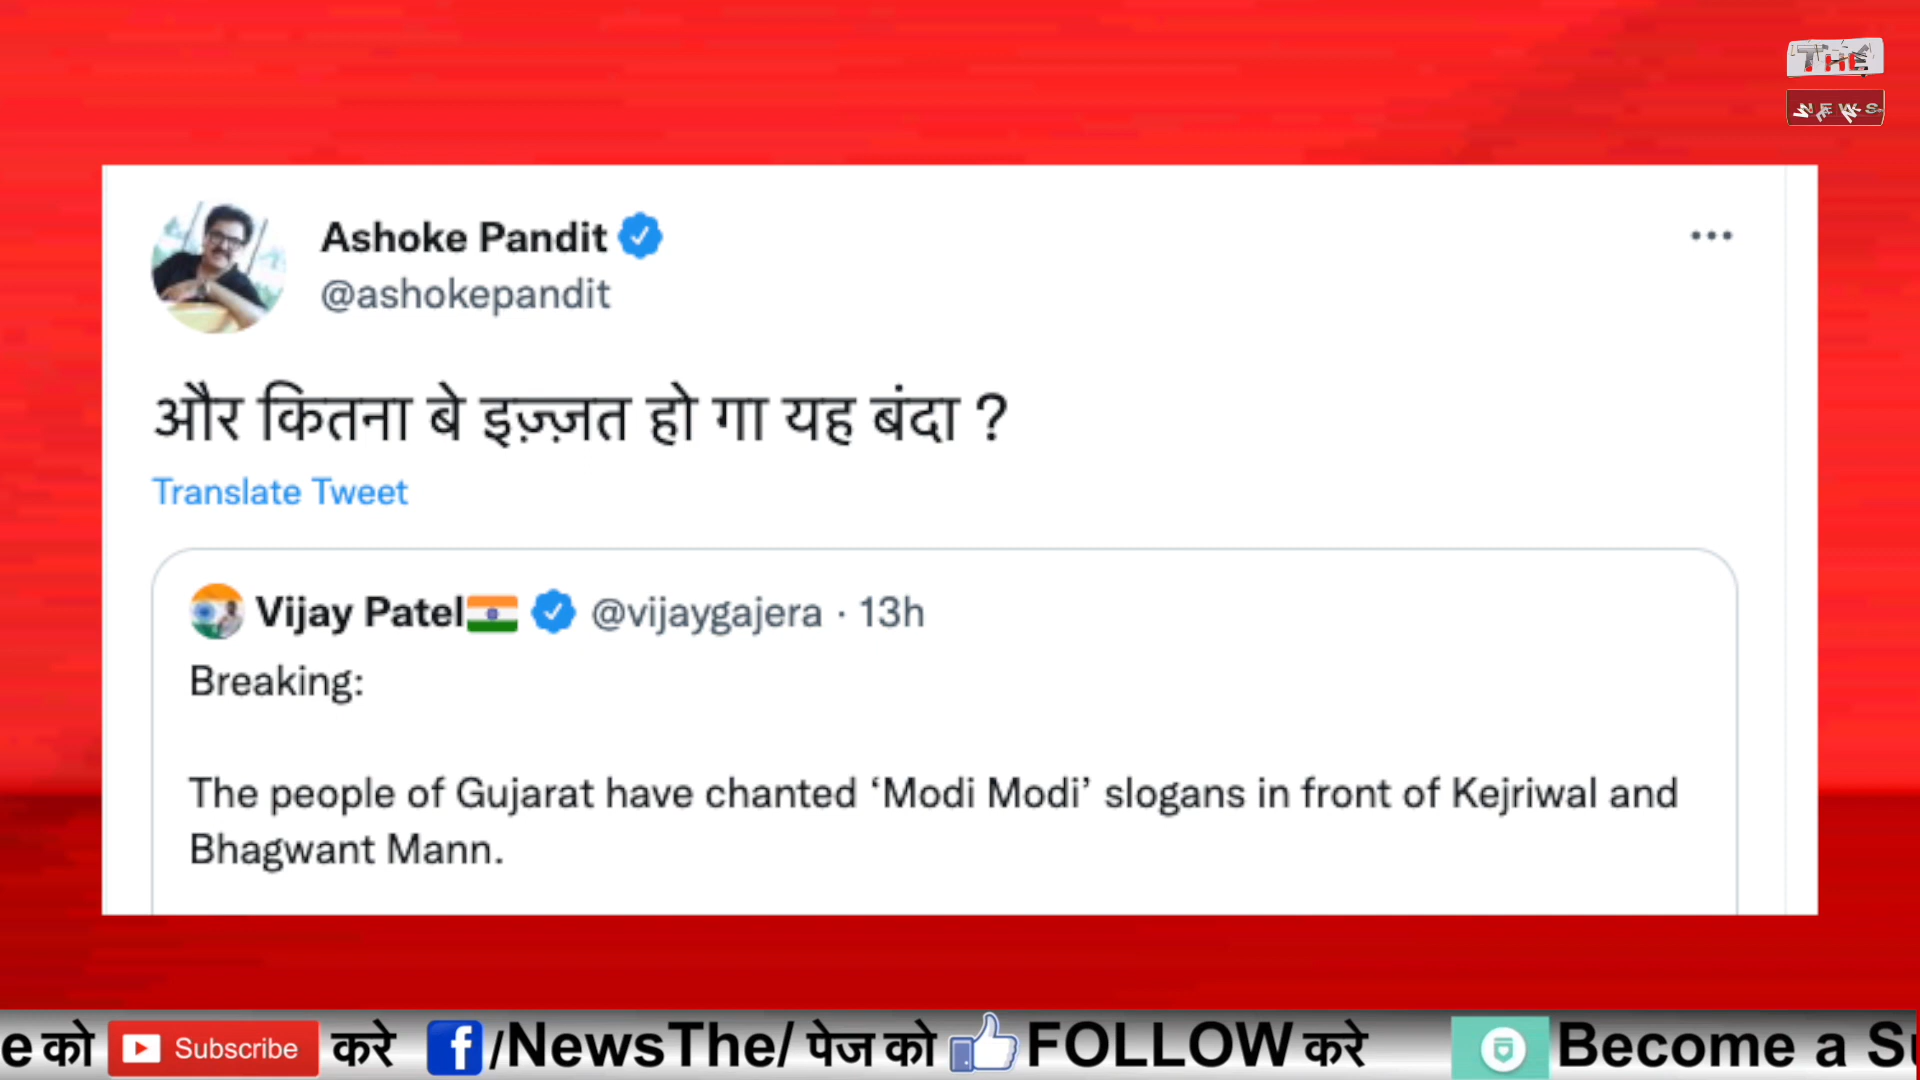 THE
NEWS
Ashoke Pandit
@ashokepandit
और कितना बे इज़्ज़त हो गा यह बंदा ?
Translate Tweet
Vijay Patel @vijaygajera · 13h
Breaking:
The people of Gujarat have chanted ‘Modi Modi’ slogans in front of Kejriwal and
Bhagwant Mann.
e को Subscribe करे f/NewsThe/ पेज को FOLLOW करे Become a